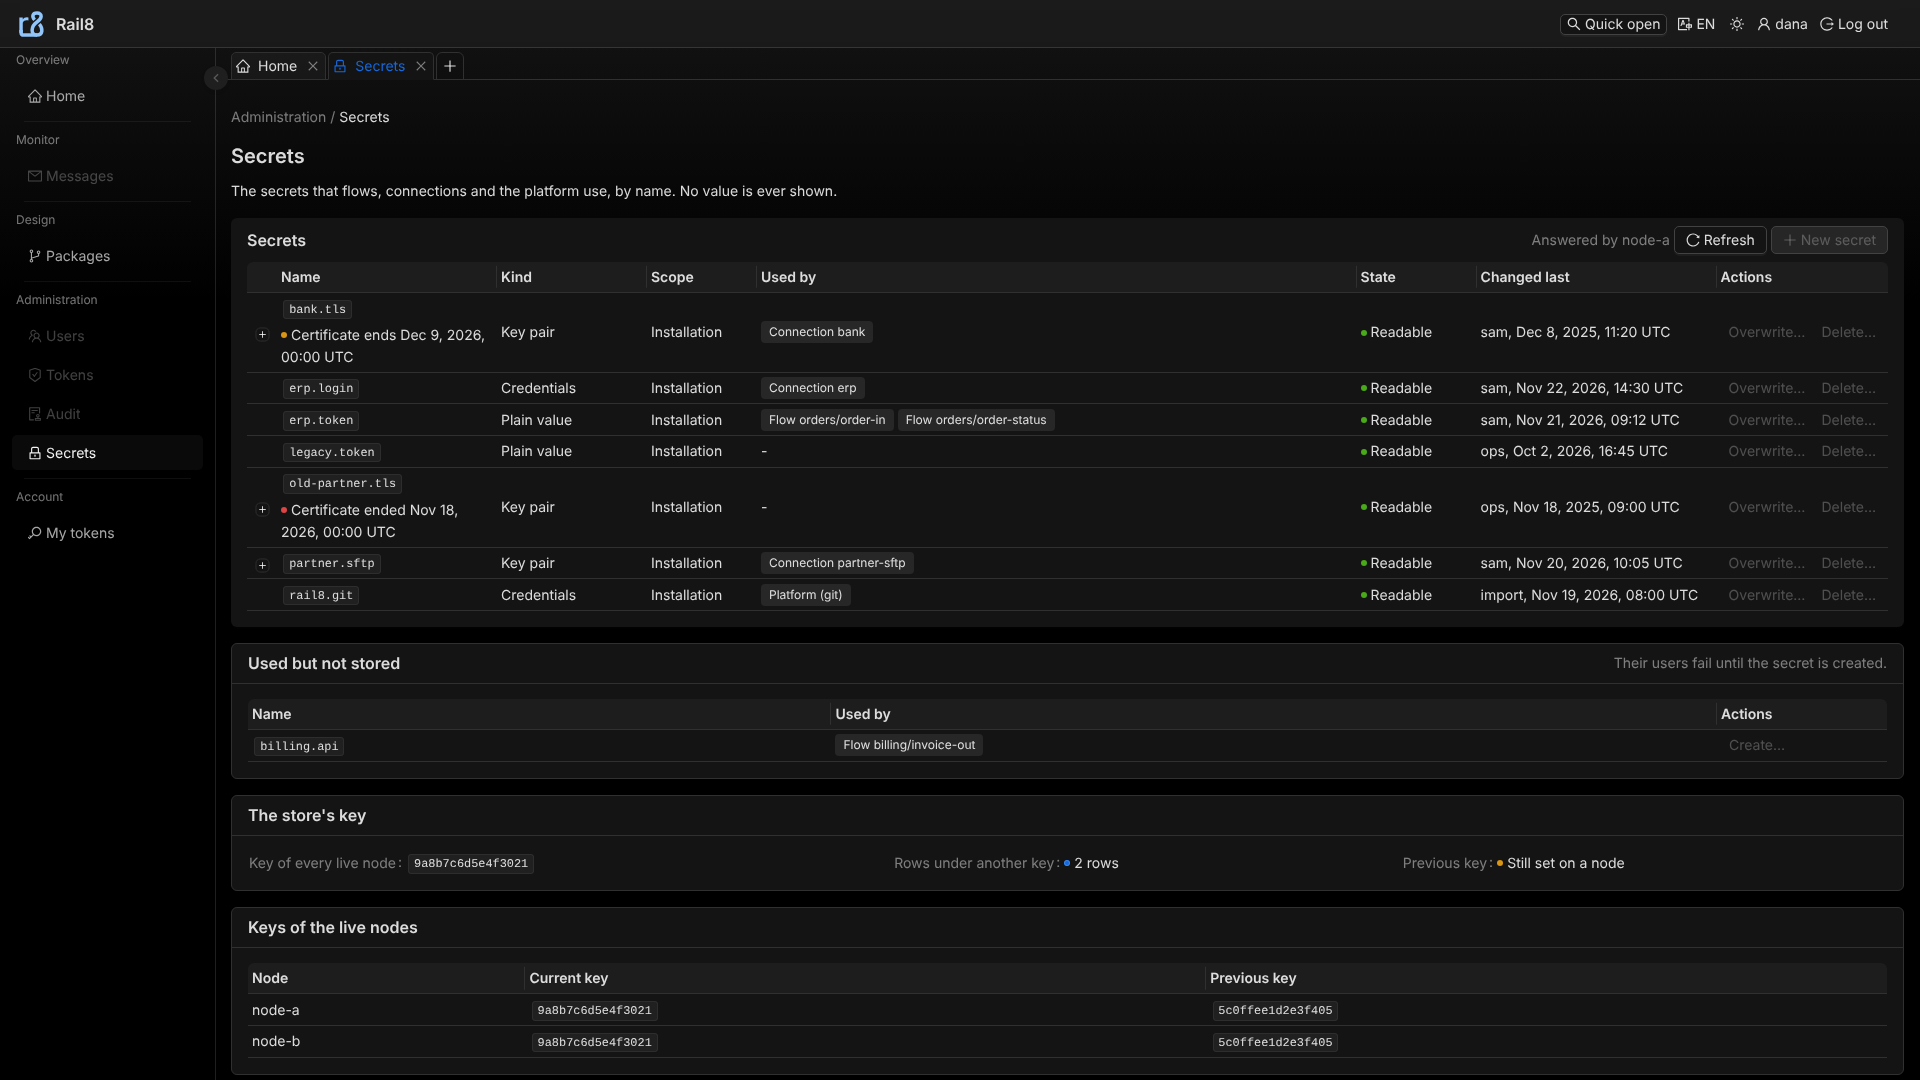 Rail8
Quick open
EN
dana
Log out
Overview
Home
Monitor
Messages
Design
Packages
Administration
Users
Tokens
Audit
Secrets
Account
My tokens
Home
Secrets
Administration / Secrets
Secrets
The secrets that flows, connections and the platform use, by name. No value is ever shown.
Secrets
Answered by node-a
Refresh
New secret
Name Kind Scope Used by State Changed last Actions
bank.tls
Certificate ends Dec 9, 2026,
00:00 UTC
Key pair Installation Connection bank Readable sam, Dec 8, 2025, 11:20 UTC Overwrite... Delete...
erp.login Credentials Installation Connection erp Readable sam, Nov 22, 2026, 14:30 UTC Overwrite... Delete...
erp.token Plain value Installation Flow orders/order-in Flow orders/order-status Readable sam, Nov 21, 2026, 09:12 UTC Overwrite... Delete...
legacy.token Plain value Installation - Readable ops, Oct 2, 2026, 16:45 UTC Overwrite... Delete...
old-partner.tls
Certificate ended Nov 18,
2026, 00:00 UTC
Key pair Installation - Readable ops, Nov 18, 2025, 09:00 UTC Overwrite... Delete...
partner.sftp Key pair Installation Connection partner-sftp Readable sam, Nov 20, 2026, 10:05 UTC Overwrite... Delete...
rail8.git Credentials Installation Platform (git) Readable import, Nov 19, 2026, 08:00 UTC Overwrite... Delete...
Used but not stored
Their users fail until the secret is created.
Name Used by Actions
billing.api Flow billing/invoice-out Create...
The store's key
Key of every live node: 9a8b7c6d5e4f3021 Rows under another key: 2 rows Previous key: Still set on a node
Keys of the live nodes
Node Current key Previous key
node-a 9a8b7c6d5e4f3021 5c0ffee1d2e3f405
node-b 9a8b7c6d5e4f3021 5c0ffee1d2e3f405